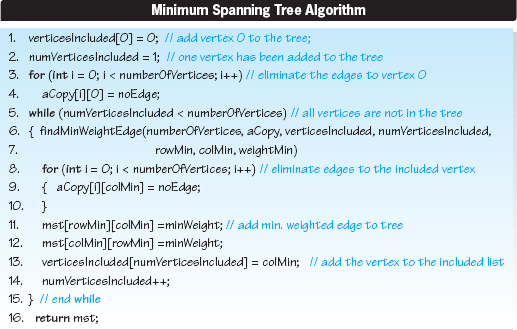 Minimum Spanning Tree Algorithm
1. verticesIncluded[0] = 0; // add vertex 0 to the tree;
2. numVerticesIncluded = 1; // one vertex has been added to the tree
3. for (int i = 0; i < numberOfVertices; i++) // eliminate the edges to vertex 0
4. aCopy[i][0] = noEdge;
5. while (numVerticesIncluded < numberOfVertices) // all vertices are not in the tree
6. { findMinWeightEdge(numberOfVertices, aCopy, verticesIncluded, numVerticesIncluded,
7. rowMin, colMin, weightMin)
8. for (int i = 0; i < numberOfVertices; i++) // eliminate edges to the included vertex
9. { aCopy[i][colMin] = noEdge;
10. }
11. mst[rowMin][colMin] =minWeight; // add min. weighted edge to tree
12. mst[colMin][rowMin] =minWeight;
13. verticesIncluded[numVerticesIncluded] = colMin; // add the vertex to the included list
14. numVerticesIncluded++;
15. } // end while
16. return mst;